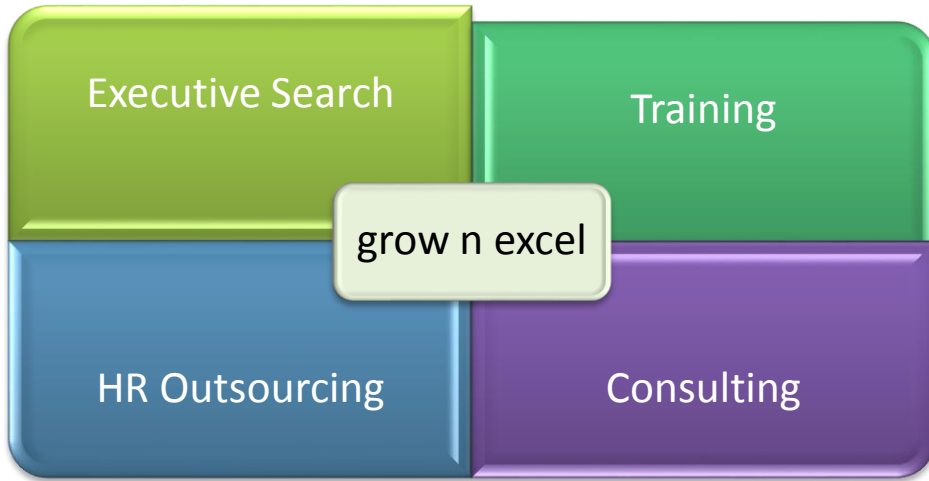 Executive Search
Training
grow n excel
HR Outsourcing
Consulting